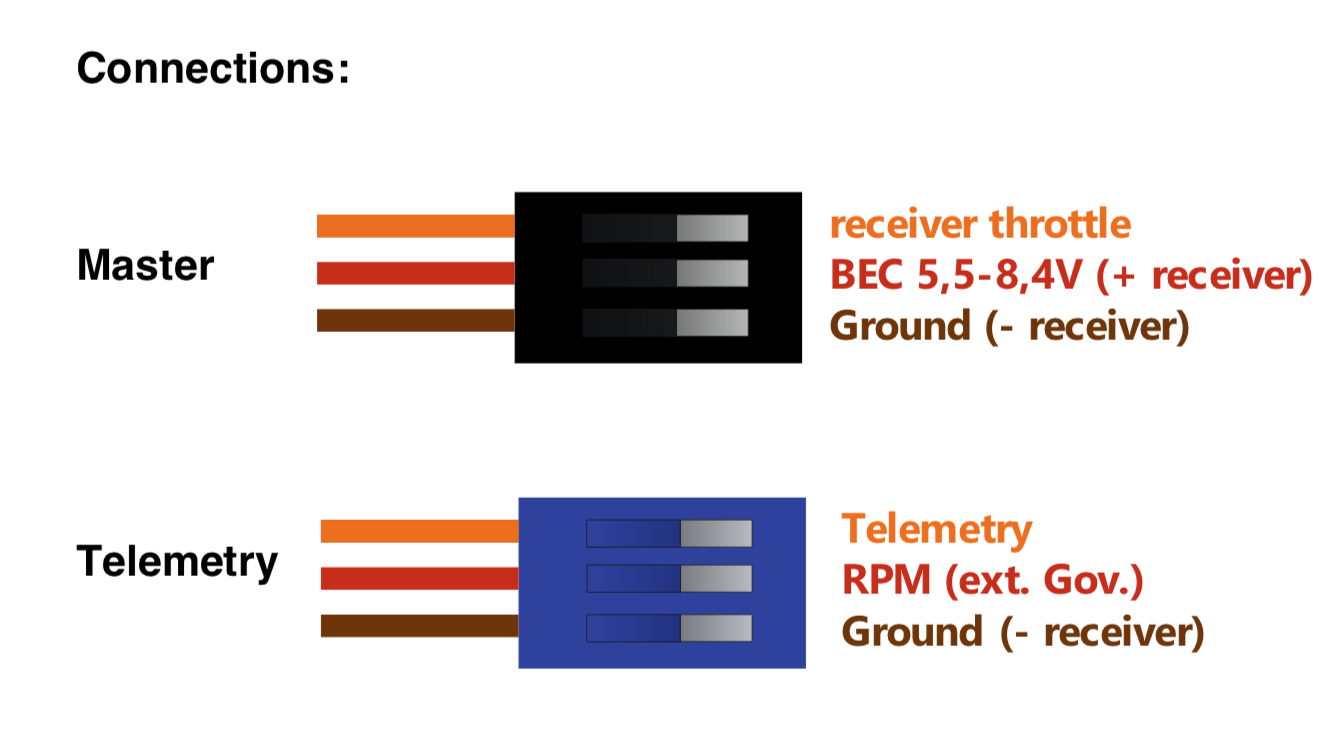 Connections:
Master
receiver throttle
BEC 5,5-8,4V (+ receiver)
Ground (- receiver)
Telemetry
Telemetry
RPM (ext. Gov.)
Ground (- receiver)